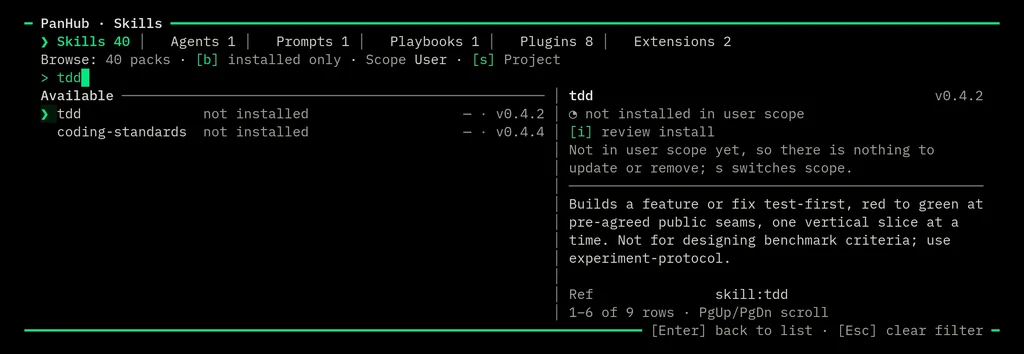 PanHub · Skills
❯ Skills 40 │ Agents 1 │ Prompts 1 │ Playbooks 1 │ Plugins 8 │ Extensions 2
Browse: 40 packs · [b] installed only · Scope User · [s] Project
> tdd
Available
❯ tdd not installed — · v0.4.2
coding-standards not installed — · v0.4.4
tdd v0.4.2
◔ not installed in user scope
[i] review install
Not in user scope yet, so there is nothing to
update or remove; s switches scope.
Builds a feature or fix test-first, red to green at
pre-agreed public seams, one vertical slice at a
time. Not for designing benchmark criteria; use
experiment-protocol.
Ref skill:tdd
1–6 of 9 rows · PgUp/PgDn scroll
[Enter] back to list · [Esc] clear filter